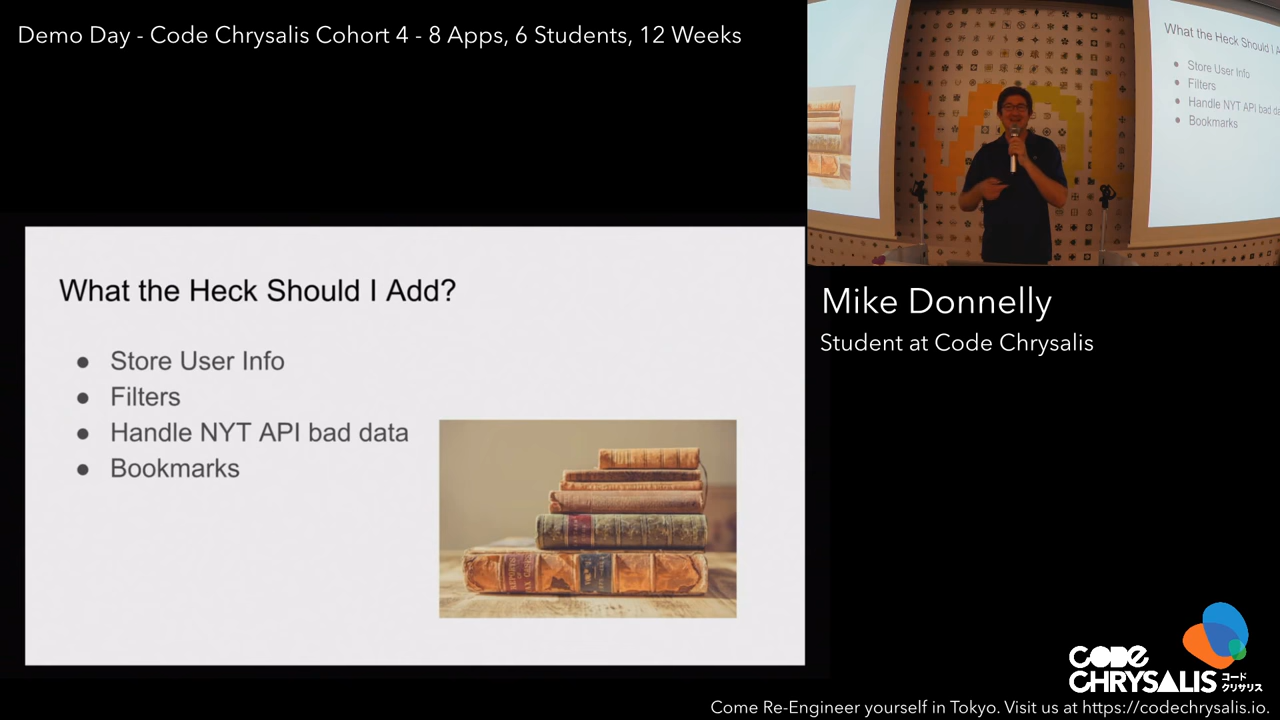 Demo Day - Code Chrysalis Cohort 4 - 8 Apps, 6 Students, 12 Weeks
What the Heck Should I A
Store User Info
Filters
Handle NYT API bad da
Bookmarks
Mike Donnelly
Student at Code Chrysalis
What the Heck Should I Add?
● Store User Info
● Filters
● Handle NYT API bad data
● Bookmarks
CODE
CHRYSALIS
コード
クリサリス
Come Re-Engineer yourself in Tokyo. Visit us at https://codechrysalis.io.